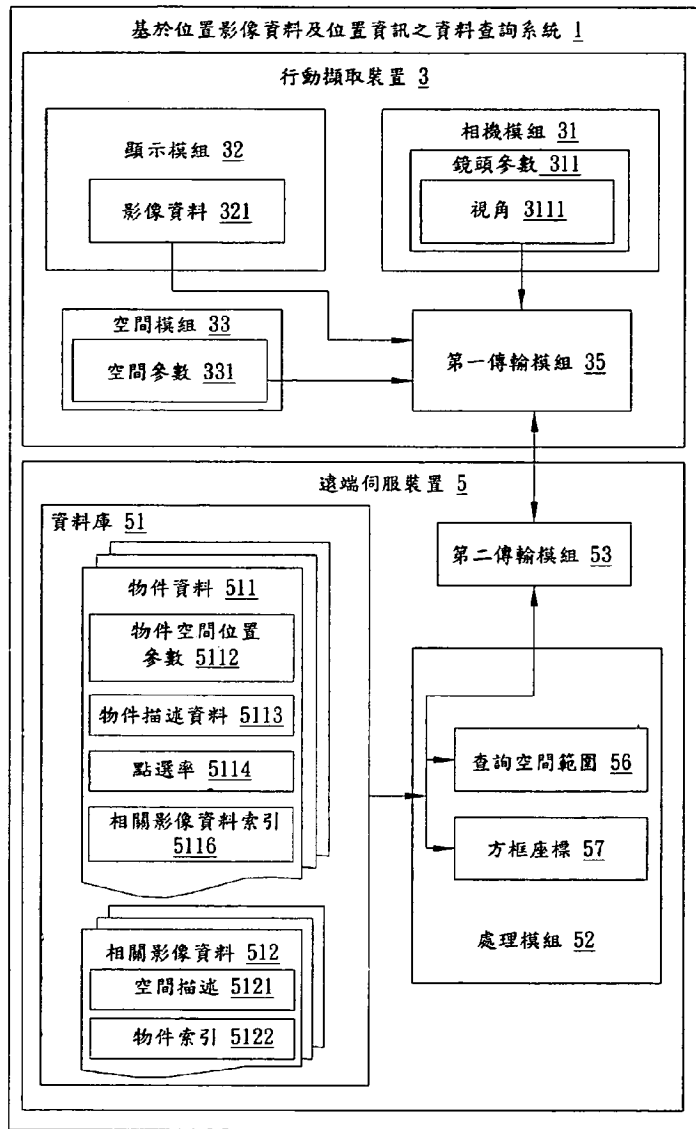 基於位置影像資料及位置資訊之資料查詢系統 1
行動擷取裝置 3
顯示模組 32
影像資料 321
相機模組 31
鏡頭參數 311
視角 3111
空間模組 33
空間參數 331
第一傳輸模組 35
遠端伺服裝置 5
資料庫 51
物件資料 511
物件空間位置
參數 5112
物件描述資料 5113
點選率 5114
相關影像資料索引
5116
相關影像資料 512
空間描述 5121
物件索引 5122
第二傳輸模組 53
查詢空間範圍 56
方框座標 57
處理模組 52